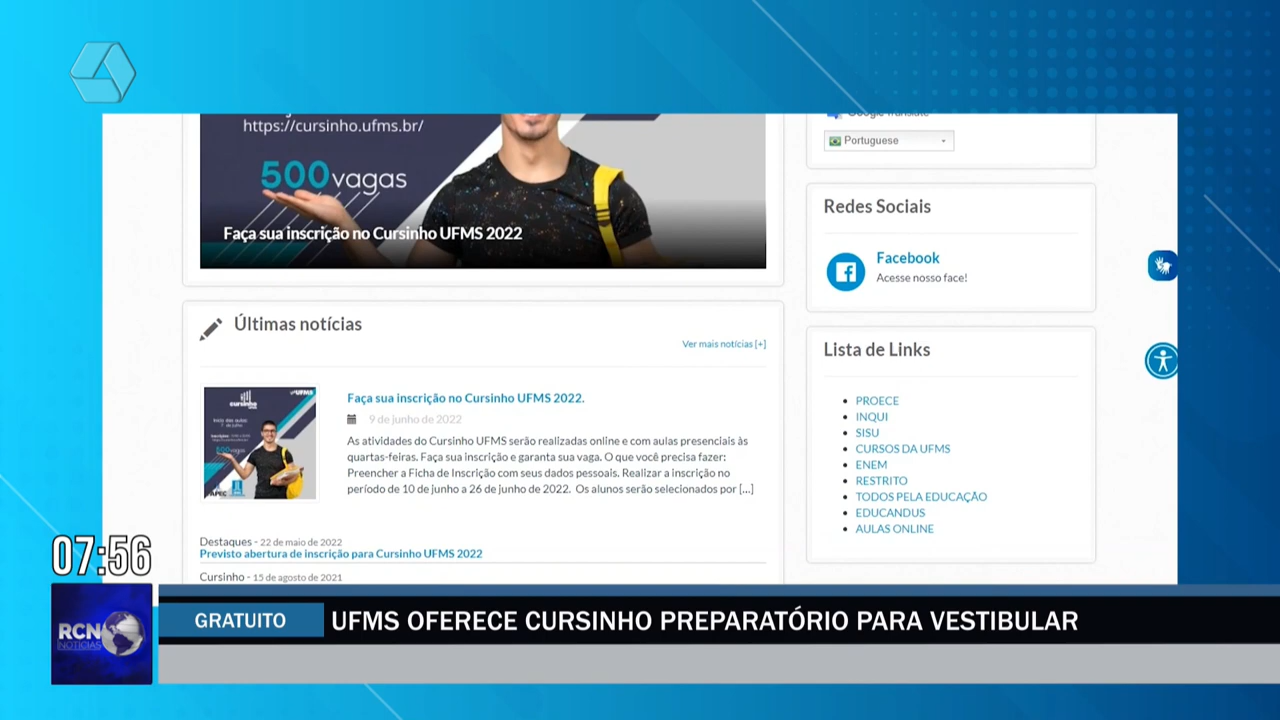 https://cursinho.ufms.br/
500 vagas
Faça sua inscrição no Cursinho UFMS 2022
Google Translate
Portuguese
Redes Sociais
Facebook
Acesse nosso face!
Últimas notícias
Ver mais notícias [+]
Faça sua inscrição no Cursinho UFMS 2022.
9 de junho de 2022
As atividades do Cursinho UFMS serão realizadas online e com aulas presenciais às
quartas-feiras. Faça sua inscrição e garanta sua vaga. O que você precisa fazer:
Preencher a Ficha de Inscrição com seus dados pessoais. Realizar a inscrição no
período de 10 de junho a 26 de junho de 2022. Os alunos serão selecionados por [...]
cursinho
UFMS
500vagas
Destaques - 22 de maio de 2022
Previsto abertura de inscrição para Cursinho UFMS 2022
Cursinho - 15 de agosto de 2021
Lista de Links
PROECE
INQUI
SISU
CURSOS DA UFMS
ENEM
RESTRITO
TODOS PELA EDUCAÇÃO
EDUCANDUS
AULAS ONLINE
07:56
RCN
NOTÍCIAS
GRATUITO
UFMS OFERECE CURSINHO PREPARATÓRIO PARA VESTIBULAR